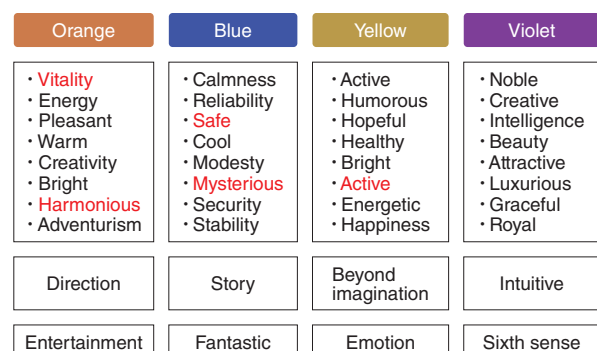 Orange
Blue
Yellow
Violet
・Vitality
・Energy
・Pleasant
・Warm
・Creativity
・Bright
・Harmonious
・Adventurism
・Calmness
・Reliability
・Safe
・Cool
・Modesty
・Mysterious
・Security
・Stability
・Active
・Humorous
・Hopeful
・Healthy
・Bright
・Active
・Energetic
・Happiness
・Noble
・Creative
・Intelligence
・Beauty
・Attractive
・Luxurious
・Graceful
・Royal
Direction
Story
Beyond
imagination
Intuitive
Entertainment
Fantastic
Emotion
Sixth sense